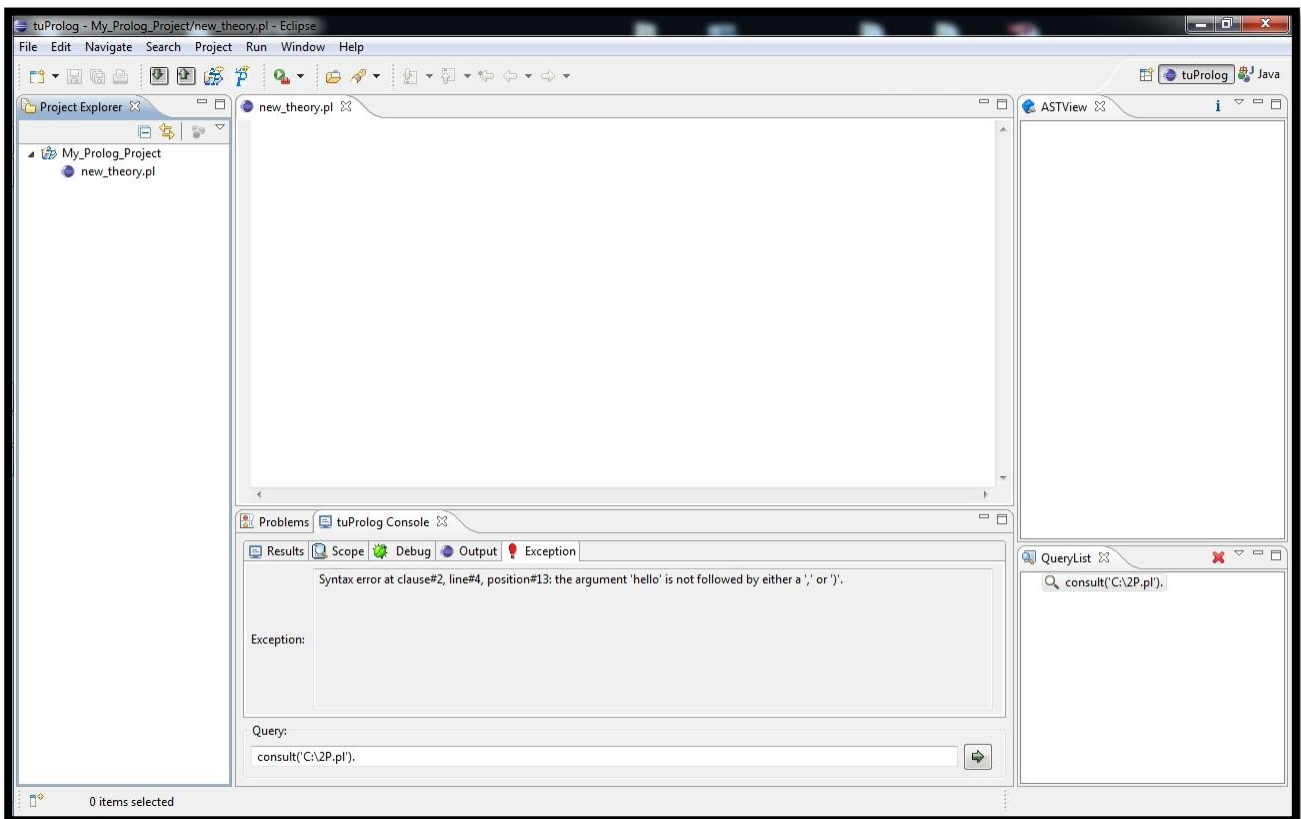 tuProlog - My_Prolog_Project/new_theory.pl - Eclipse
File Edit Navigate Search Project Run Window Help
tuProlog Java
Project Explorer
new_theory.pl
ASTView
My_Prolog_Project
new_theory.pl
Problems tuProlog Console
Results Scope Debug Output Exception
Syntax error at clause#2, line#4, position#13: the argument 'hello' is not followed by either a ',' or ')'.
Exception:
QueryList
consult('C:\2P.pl').
Query:
consult('C:\2P.pl').
0 items selected